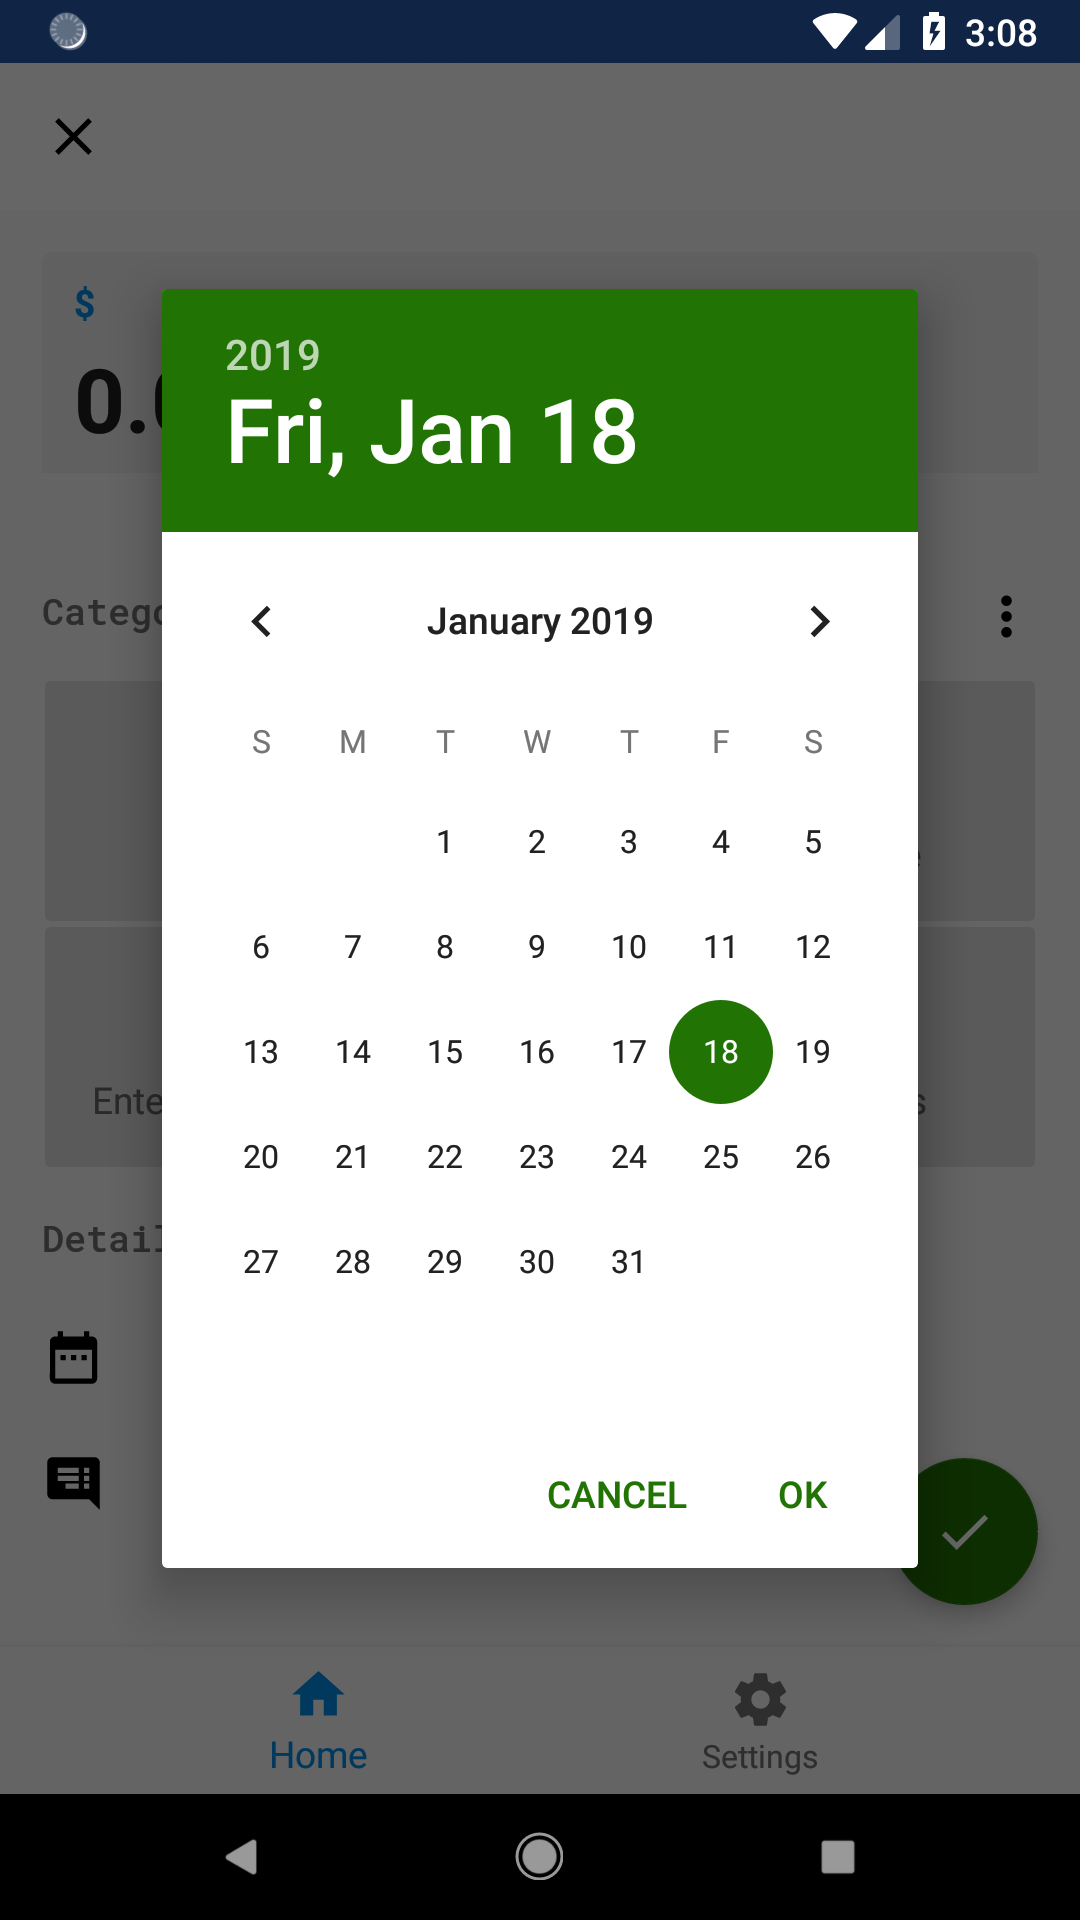 3:08
$
0.
2019
Fri, Jan 18
January 2019
S M T W T F S
1 2 3 4 5
6 7 8 9 10 11 12
13 14 15 16 17 18 19
20 21 22 23 24 25 26
27 28 29 30 31
CANCEL OK
Home
Settings